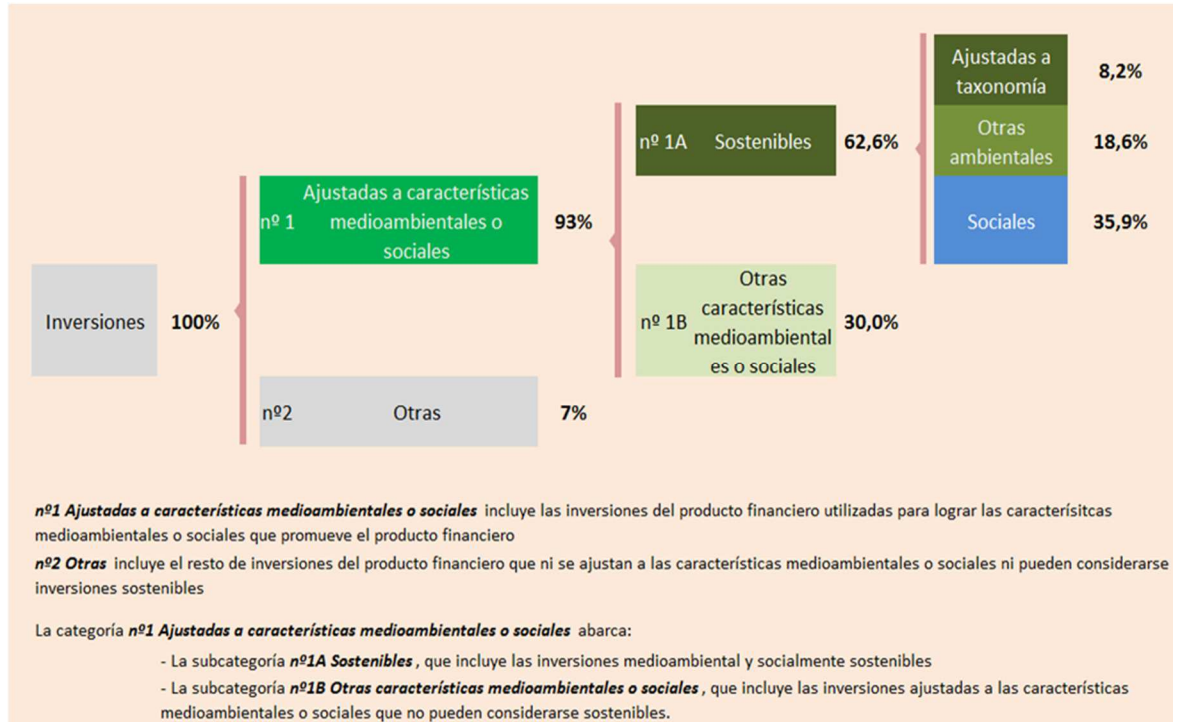 Inversiones 100%
nº 1 Ajustadas a características
medioambientales o
sociales 93%
nº2 Otras 7%
nº 1A Sostenibles 62,6%
nº 1B Otras
características
medioambiental
es o sociales 30,0%
Ajustadas a
taxonomía 8,2%
Otras
ambientales 18,6%
Sociales 35,9%
nº1 Ajustadas a características medioambientales o sociales incluye las inversiones del producto financiero utilizadas para lograr las caracterísitcas
medioambientales o sociales que promueve el producto financiero
nº2 Otras incluye el resto de inversiones del producto financiero que ni se ajustan a las características medioambientales o sociales ni pueden considerarse
inversiones sostenibles
La categoría nº1 Ajustadas a características medioambientales o sociales abarca:
- La subcategoría nº1A Sostenibles, que incluye las inversiones medioambiental y socialmente sostenibles
- La subcategoría nº1B Otras características medioambientales o sociales, que incluye las inversiones ajustadas a las características
medioambientales o sociales que no pueden considerarse sostenibles.